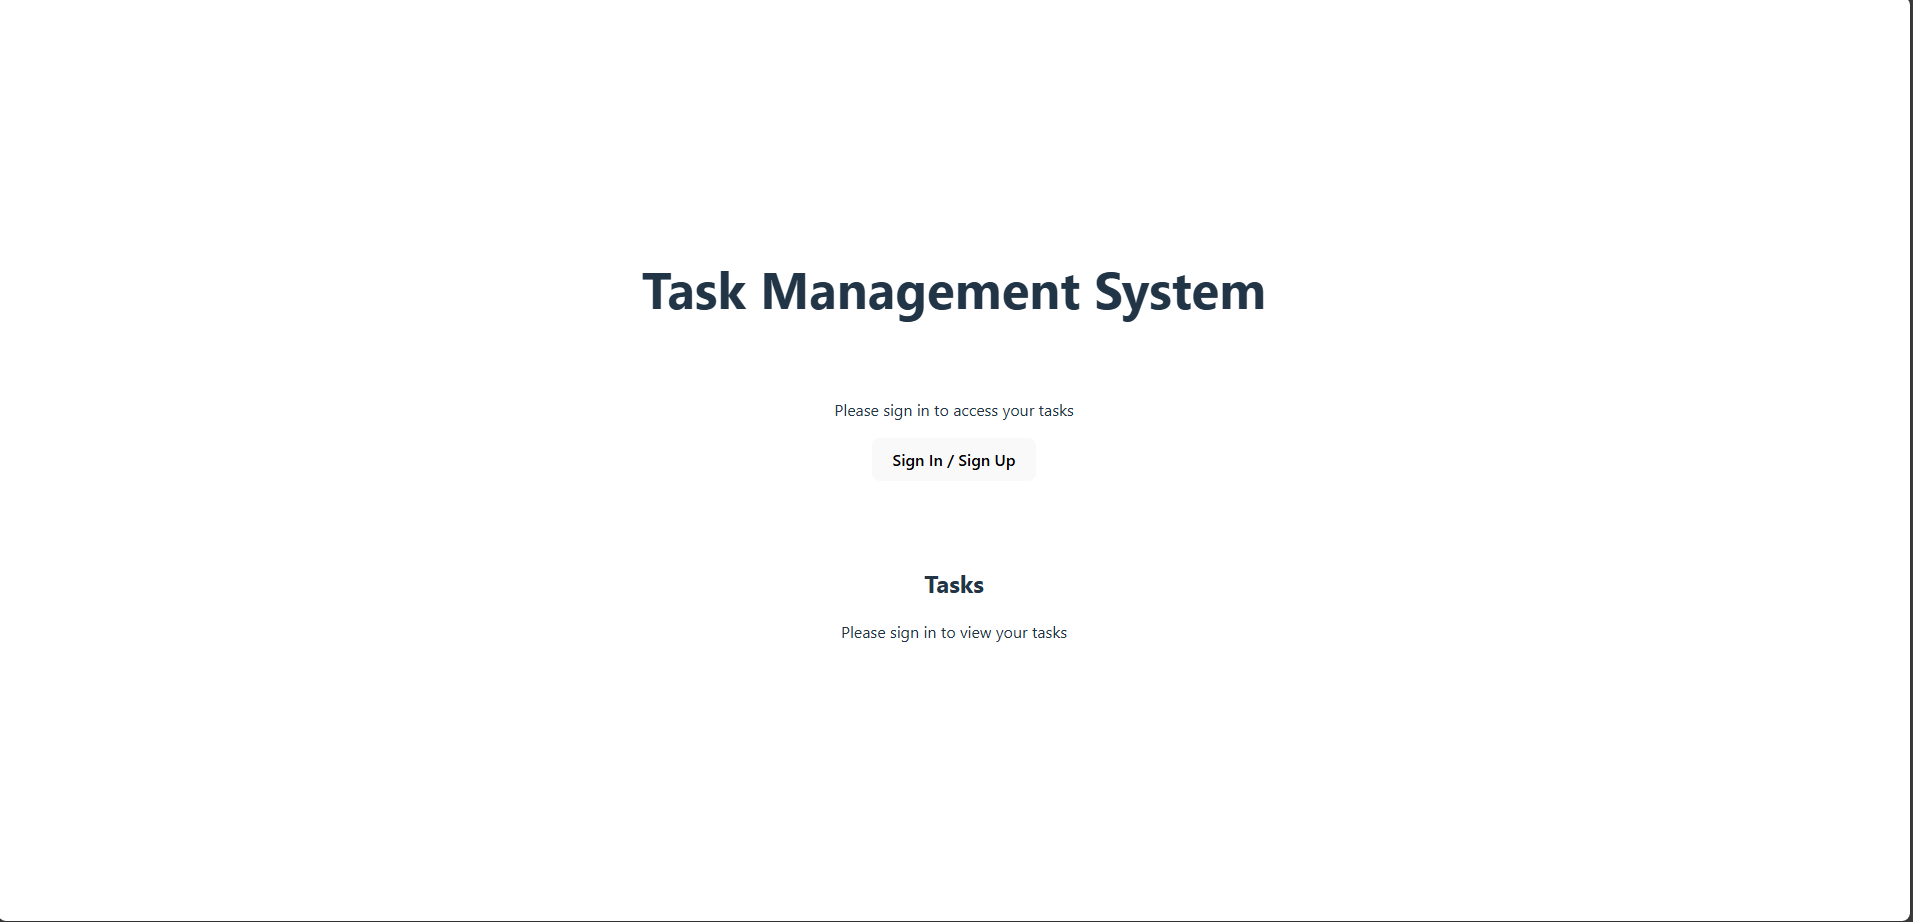 Task Management System
Please sign in to access your tasks
Sign In / Sign Up
Tasks
Please sign in to view your tasks